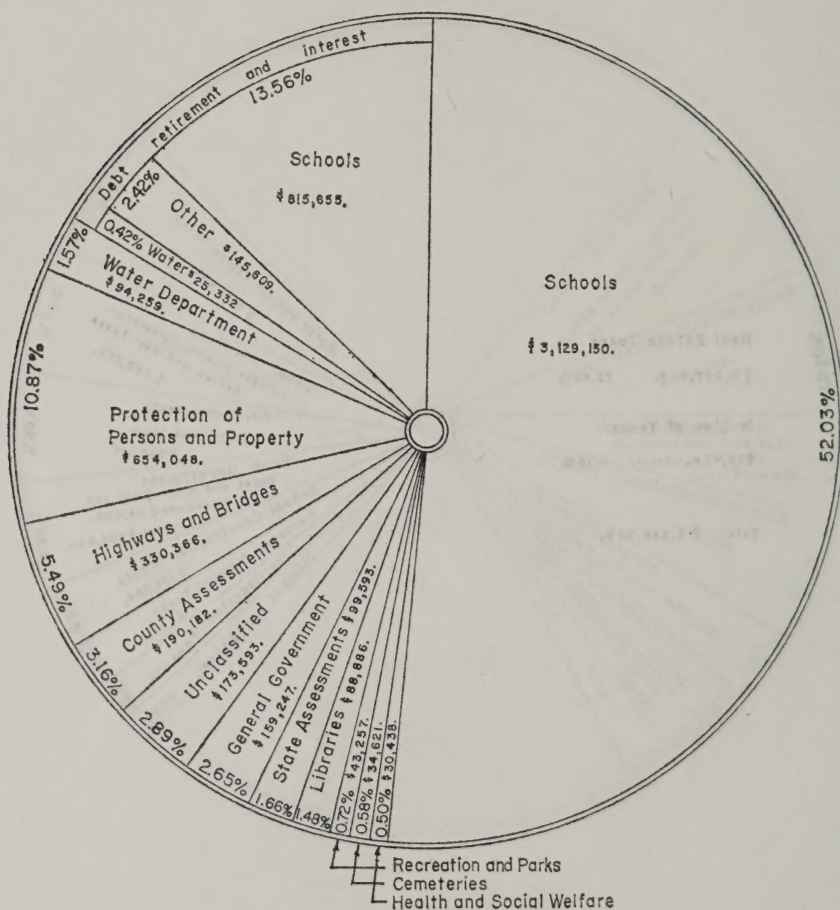 Debt retirement and interest
13.56%
Schools
$815,655.
2.42%
Other $145,609.
0.42% Water $25,332
1.57%
Water Department
$94,259.
10.87%
Protection of
Persons and Property
$654,048.
5.49%
Highways and Bridges
$330,366.
3.16%
County Assessments
$190,182.
2.89%
Unclassified
$173,593.
2.65%
General Government
$159,247.
1.66%
State Assessments $99,593.
1.48%
Libraries $88,886.
0.72% $43,257.
0.58% $34,621.
0.50% $30,438.
Schools
$3,129,150.
52.03%
Recreation and Parks
Cemeteries
Health and Social Welfare